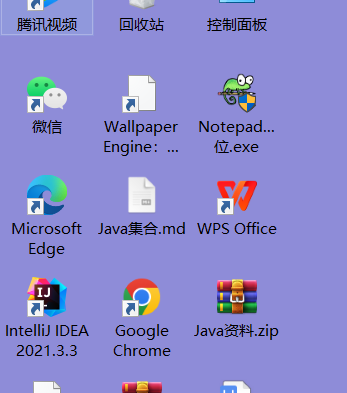 腾讯视频 回收站 控制面板
微信 Wallpaper Notepad...
Engine：... 位.exe
Microsoft Java集合.md WPS Office
Edge
IntelliJ IDEA Google Java资料.zip
2021.3.3 Chrome